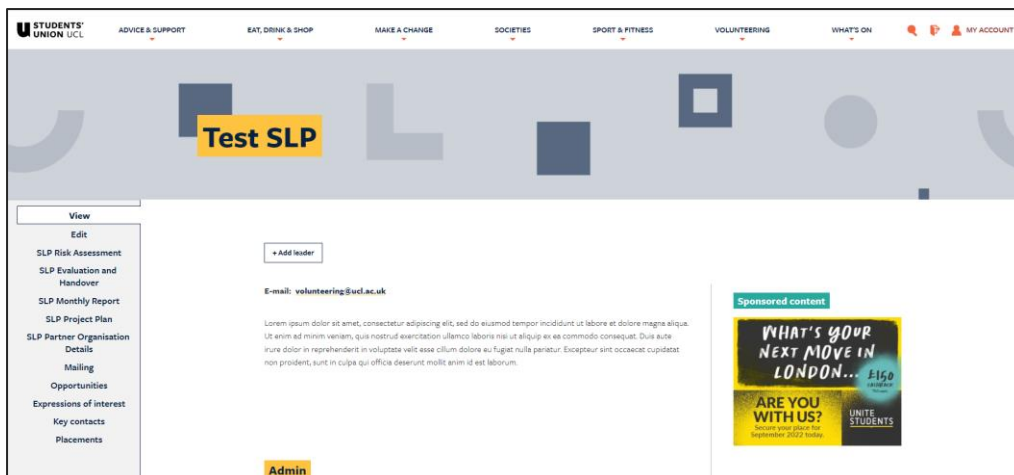 STUDENTS'
UNION UCL
ADVICE & SUPPORT
EAT, DRINK & SHOP
MAKE A CHANGE
SOCIETIES
SPORT & FITNESS
VOLUNTEERING
WHAT'S ON
MY ACCOUNT
Test SLP
View
Edit
SLP Risk Assessment
SLP Evaluation and
Handover
SLP Monthly Report
SLP Project Plan
SLP Partner Organisation
Details
Mailing
Opportunities
Expressions of interest
Key contacts
Placements
+ Add leader
E-mail: volunteering@ucl.ac.uk
Lorem ipsum dolor sit amet, consectetur adipiscing elit, sed do eiusmod tempor incididunt ut labore et dolore magna aliqua.
Ut enim ad minim veniam, quis nostrud exercitation ullamco laboris nisi ut aliquip ex ea commodo consequat. Duis aute
irure dolor in reprehenderit in voluptate velit esse cillum dolore eu fugiat nulla pariatur. Excepteur sint occaecat cupidatat
non proident, sunt in culpa qui officia deserunt mollit anim id est laborum.
Admin
Sponsored content
WHAT'S YOUR
NEXT MOVE IN
LONDON...
£150
ARE YOU
WITH US?
Secure your place for
September 2022 today.
UNITE
STUDENTS